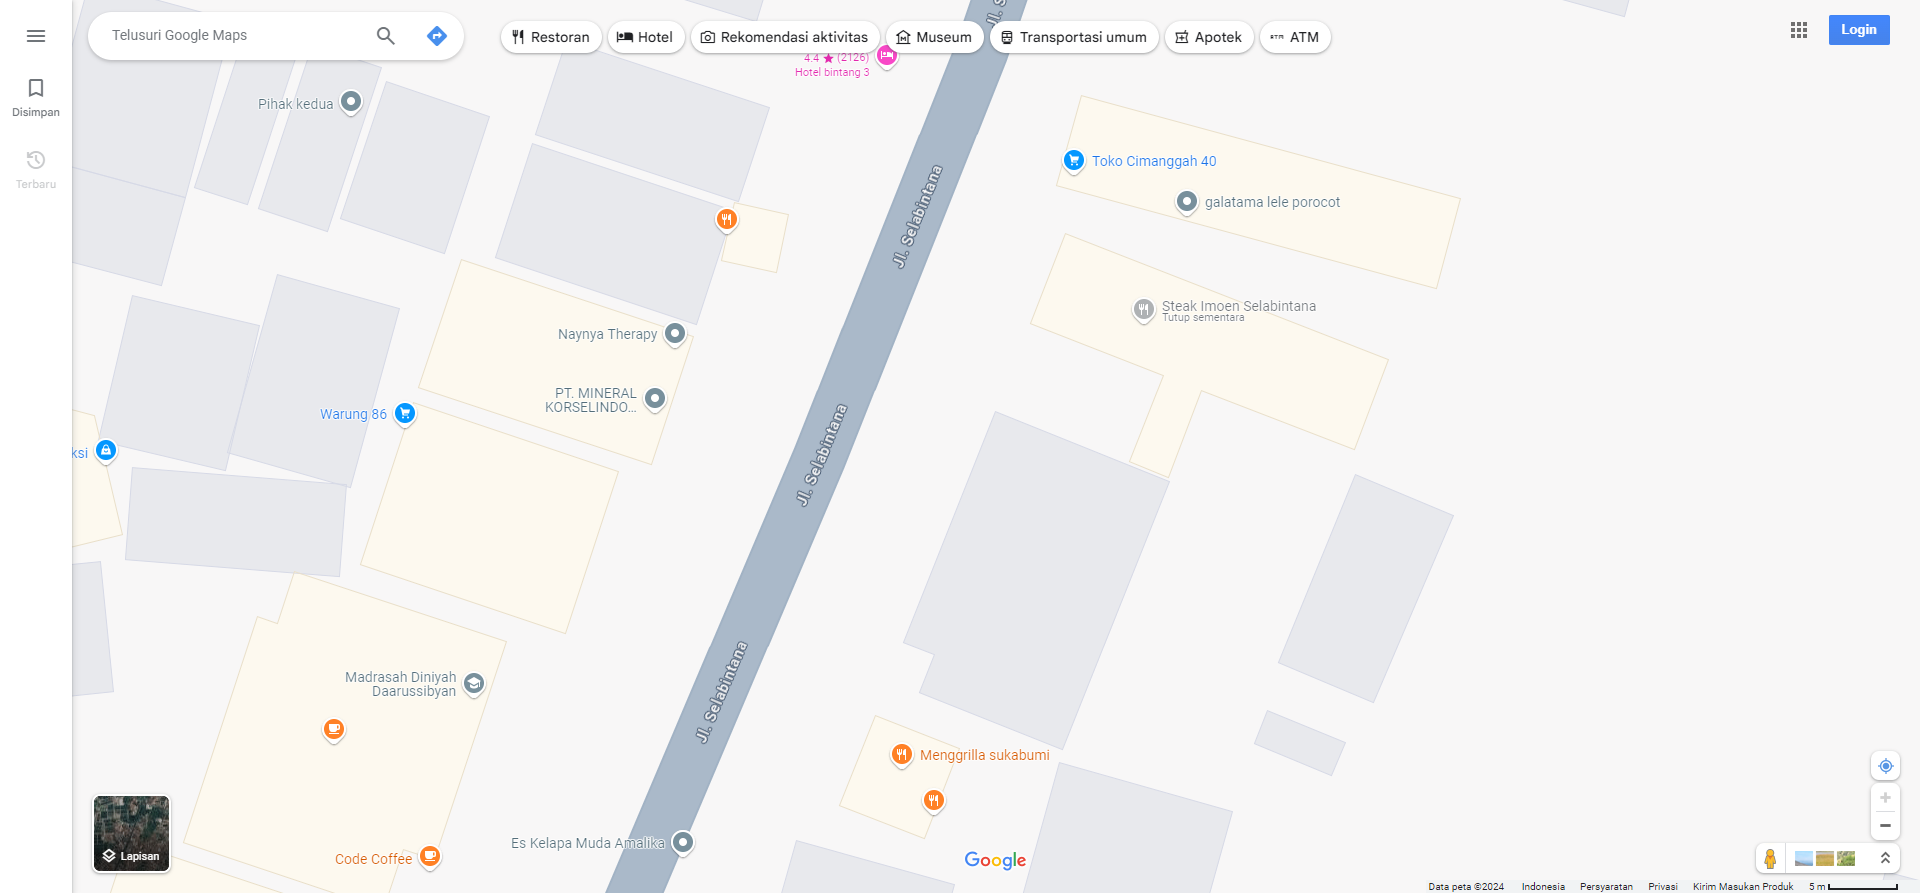 Telusuri Google Maps
Restoran
Hotel
Rekomendasi aktivitas
Museum
Transportasi umum
Apotek
ATM
Login
Disimpan
Terbaru
4.4 ★ (2126)
Hotel bintang 3
Pihak kedua
Jl. Selabintana
Toko Cimanggah 40
galatama lele porocot
Steak Imoen Selabintana
Tutup sementara
Naynya Therapy
PT. MINERAL
KORSELINDO...
Warung 86
ksi
Jl. Selabintana
Madrasah Diniyah
Daarussibyan
Jl. Selabintana
Menggrilla sukabumi
Es Kelapa Muda Amalika
Code Coffee
Lapisan
Google
Data peta ©2024
Indonesia
Persyaratan
Privasi
Kirim Masukan Produk
5 m